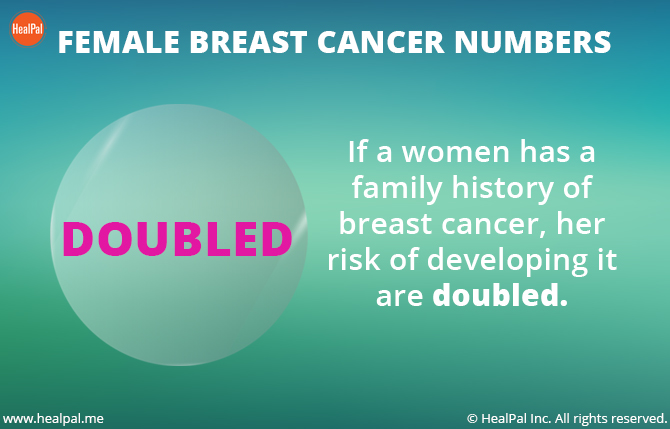 HealPal
FEMALE BREAST CANCER NUMBERS
DOUBLED
If a women has a
family history of
breast cancer, her
risk of developing it
are doubled.
www.healpal.me
© HealPal Inc. All rights reserved.